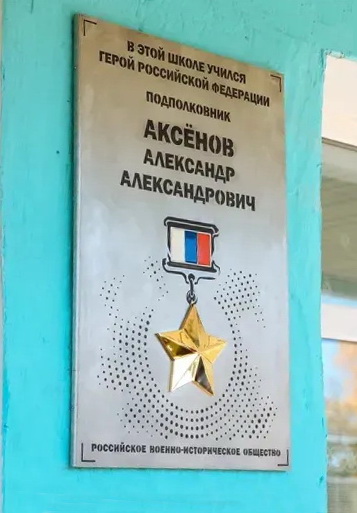 В ЭТОЙ ШКОЛЕ УЧИЛСЯ
ГЕРОЙ РОССИЙСКОЙ ФЕДЕРАЦИИ
ПОДПОЛКОВНИК
АКСЁНОВ
АЛЕКСАНДР
АЛЕКСАНДРОВИЧ
РОССИЙСКОЕ ВОЕННО-ИСТОРИЧЕСКОЕ ОБЩЕСТВО